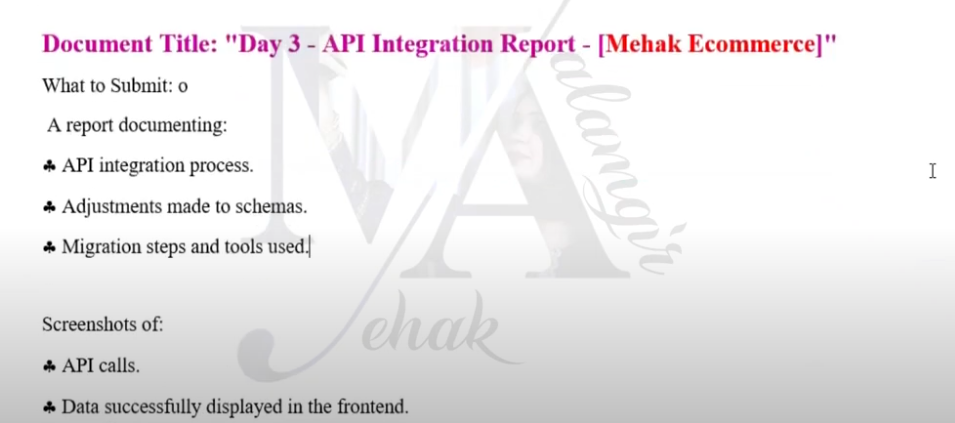 Document Title: "Day 3 - API Integration Report - [Mehak Ecommerce]"
What to Submit: o
A report documenting:
♣ API integration process.
♣ Adjustments made to schemas.
♣ Migration steps and tools used.
Screenshots of:
♣ API calls.
♣ Data successfully displayed in the frontend.
MA
alamgir
ehak